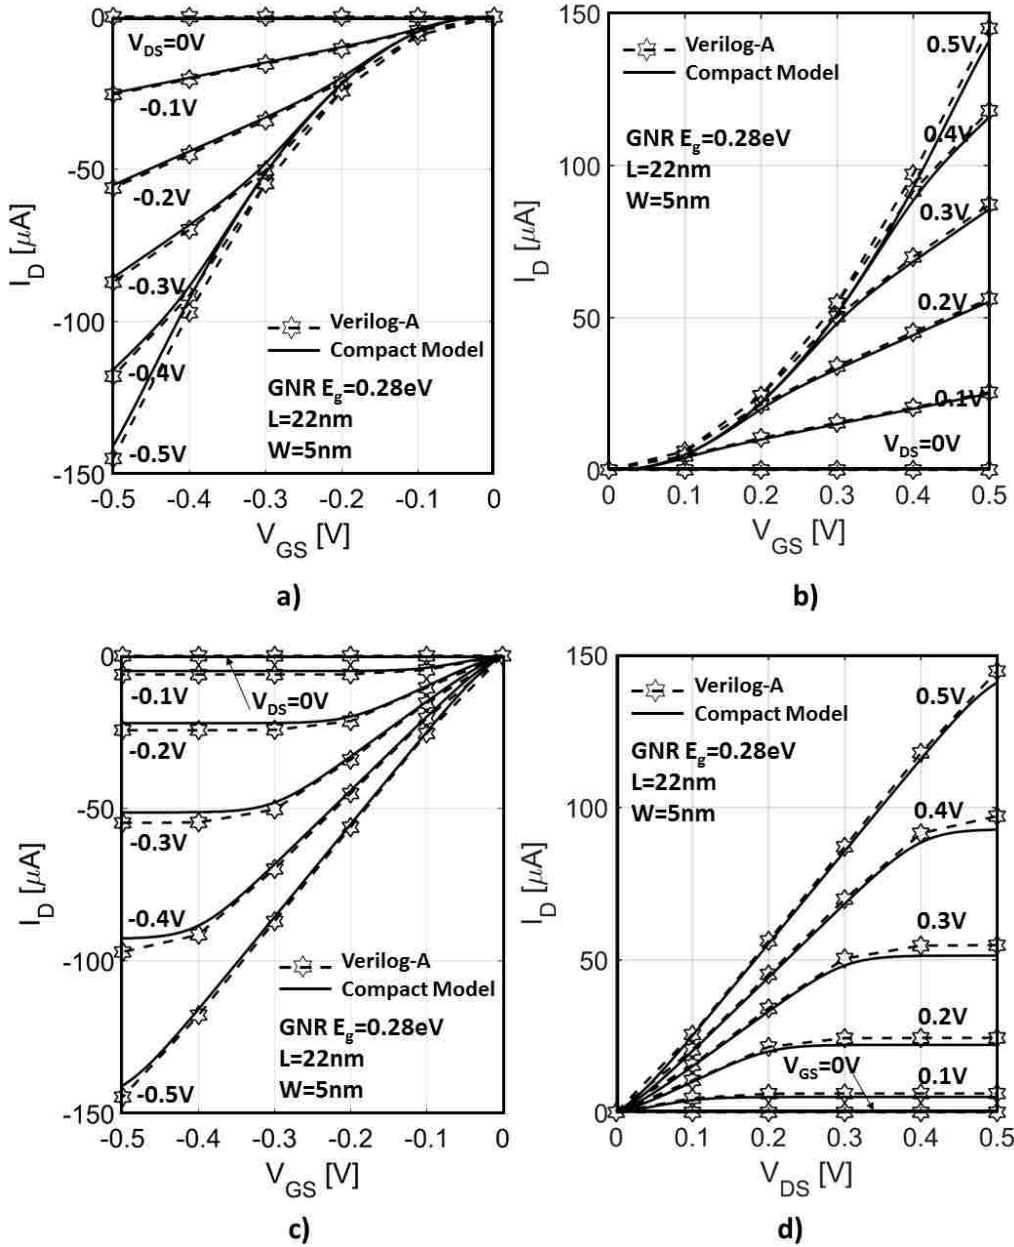 0
-50
-100
-150
I_D [μA]
V_DS=0V
-0.1V
-0.2V
-0.3V
-0.4V
-0.5V
Verilog-A
Compact Model
GNR E_g=0.28eV
L=22nm
W=5nm
-0.5 -0.4 -0.3 -0.2 -0.1 0
V_GS [V]
a)
150
100
50
0
I_D [μA]
Verilog-A
Compact Model
GNR E_g=0.28eV
L=22nm
W=5nm
0.5V
0.4V
0.3V
0.2V
0.1V
V_DS=0V
0 0.1 0.2 0.3 0.4 0.5
V_GS [V]
b)
0
-50
-100
-150
I_D [μA]
-0.1V
V_DS=0V
-0.2V
-0.3V
-0.4V
-0.5V
Verilog-A
Compact Model
GNR E_g=0.28eV
L=22nm
W=5nm
-0.5 -0.4 -0.3 -0.2 -0.1 0
V_GS [V]
c)
150
100
50
0
I_D [μA]
Verilog-A
Compact Model
GNR E_g=0.28eV
L=22nm
W=5nm
0.5V
0.4V
0.3V
0.2V
V_GS=0V
0.1V
0 0.1 0.2 0.3 0.4 0.5
V_DS [V]
d)